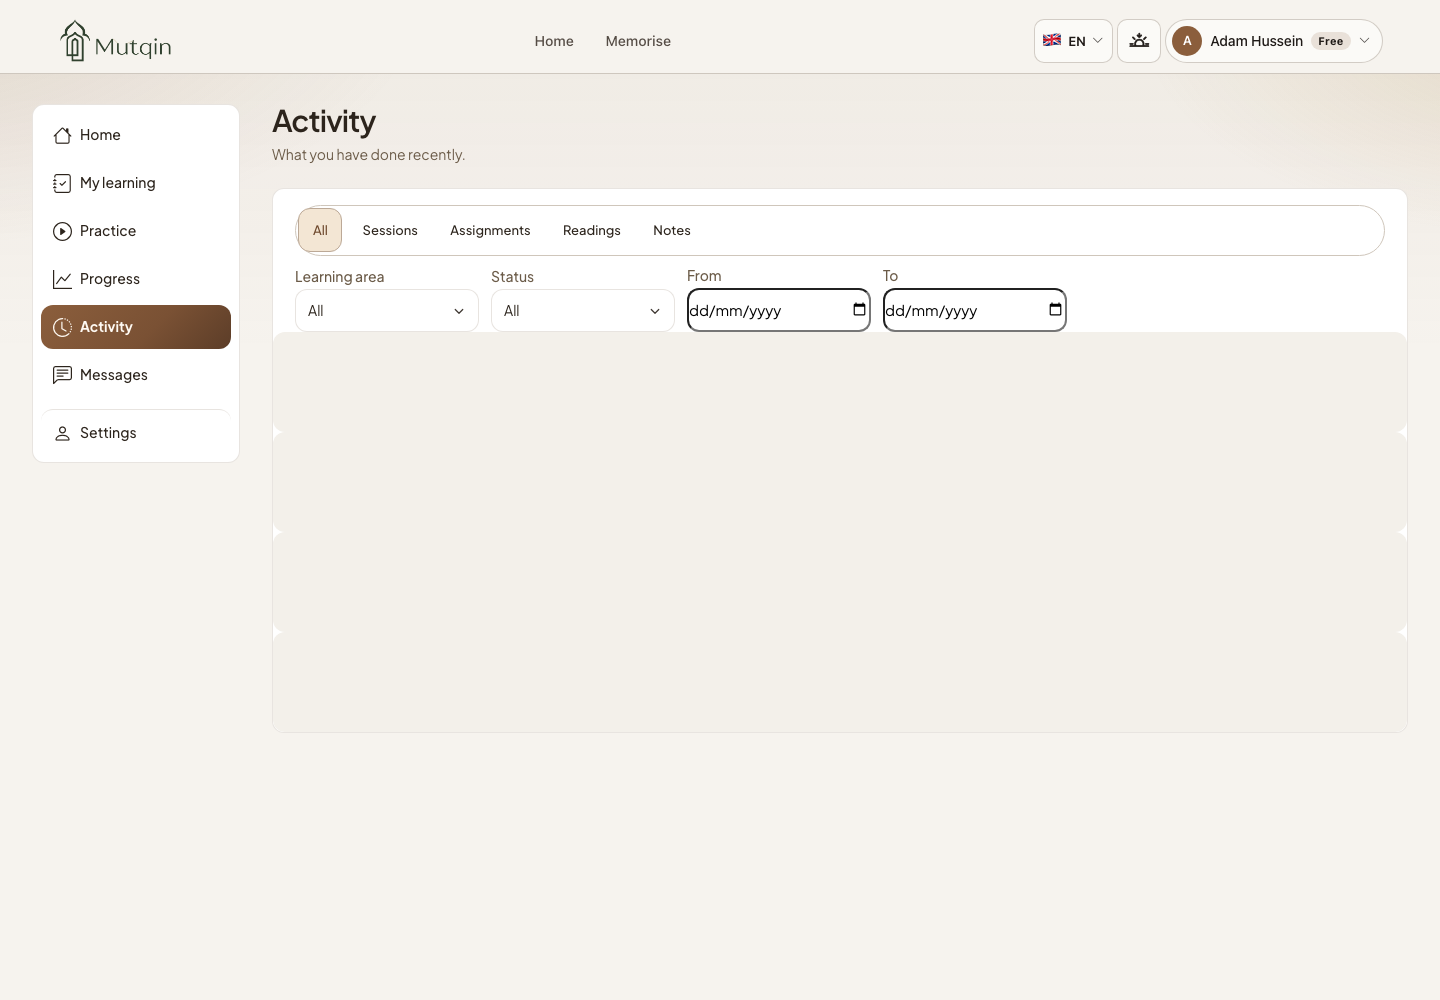 Mutqin
Home
Memorise
EN
A
Adam Hussein
Free
Home
My learning
Practice
Progress
Activity
Messages
Settings
Activity
What you have done recently.
All
Sessions
Assignments
Readings
Notes
Learning area
Status
From
To
All
All
dd/mm/yyyy
dd/mm/yyyy